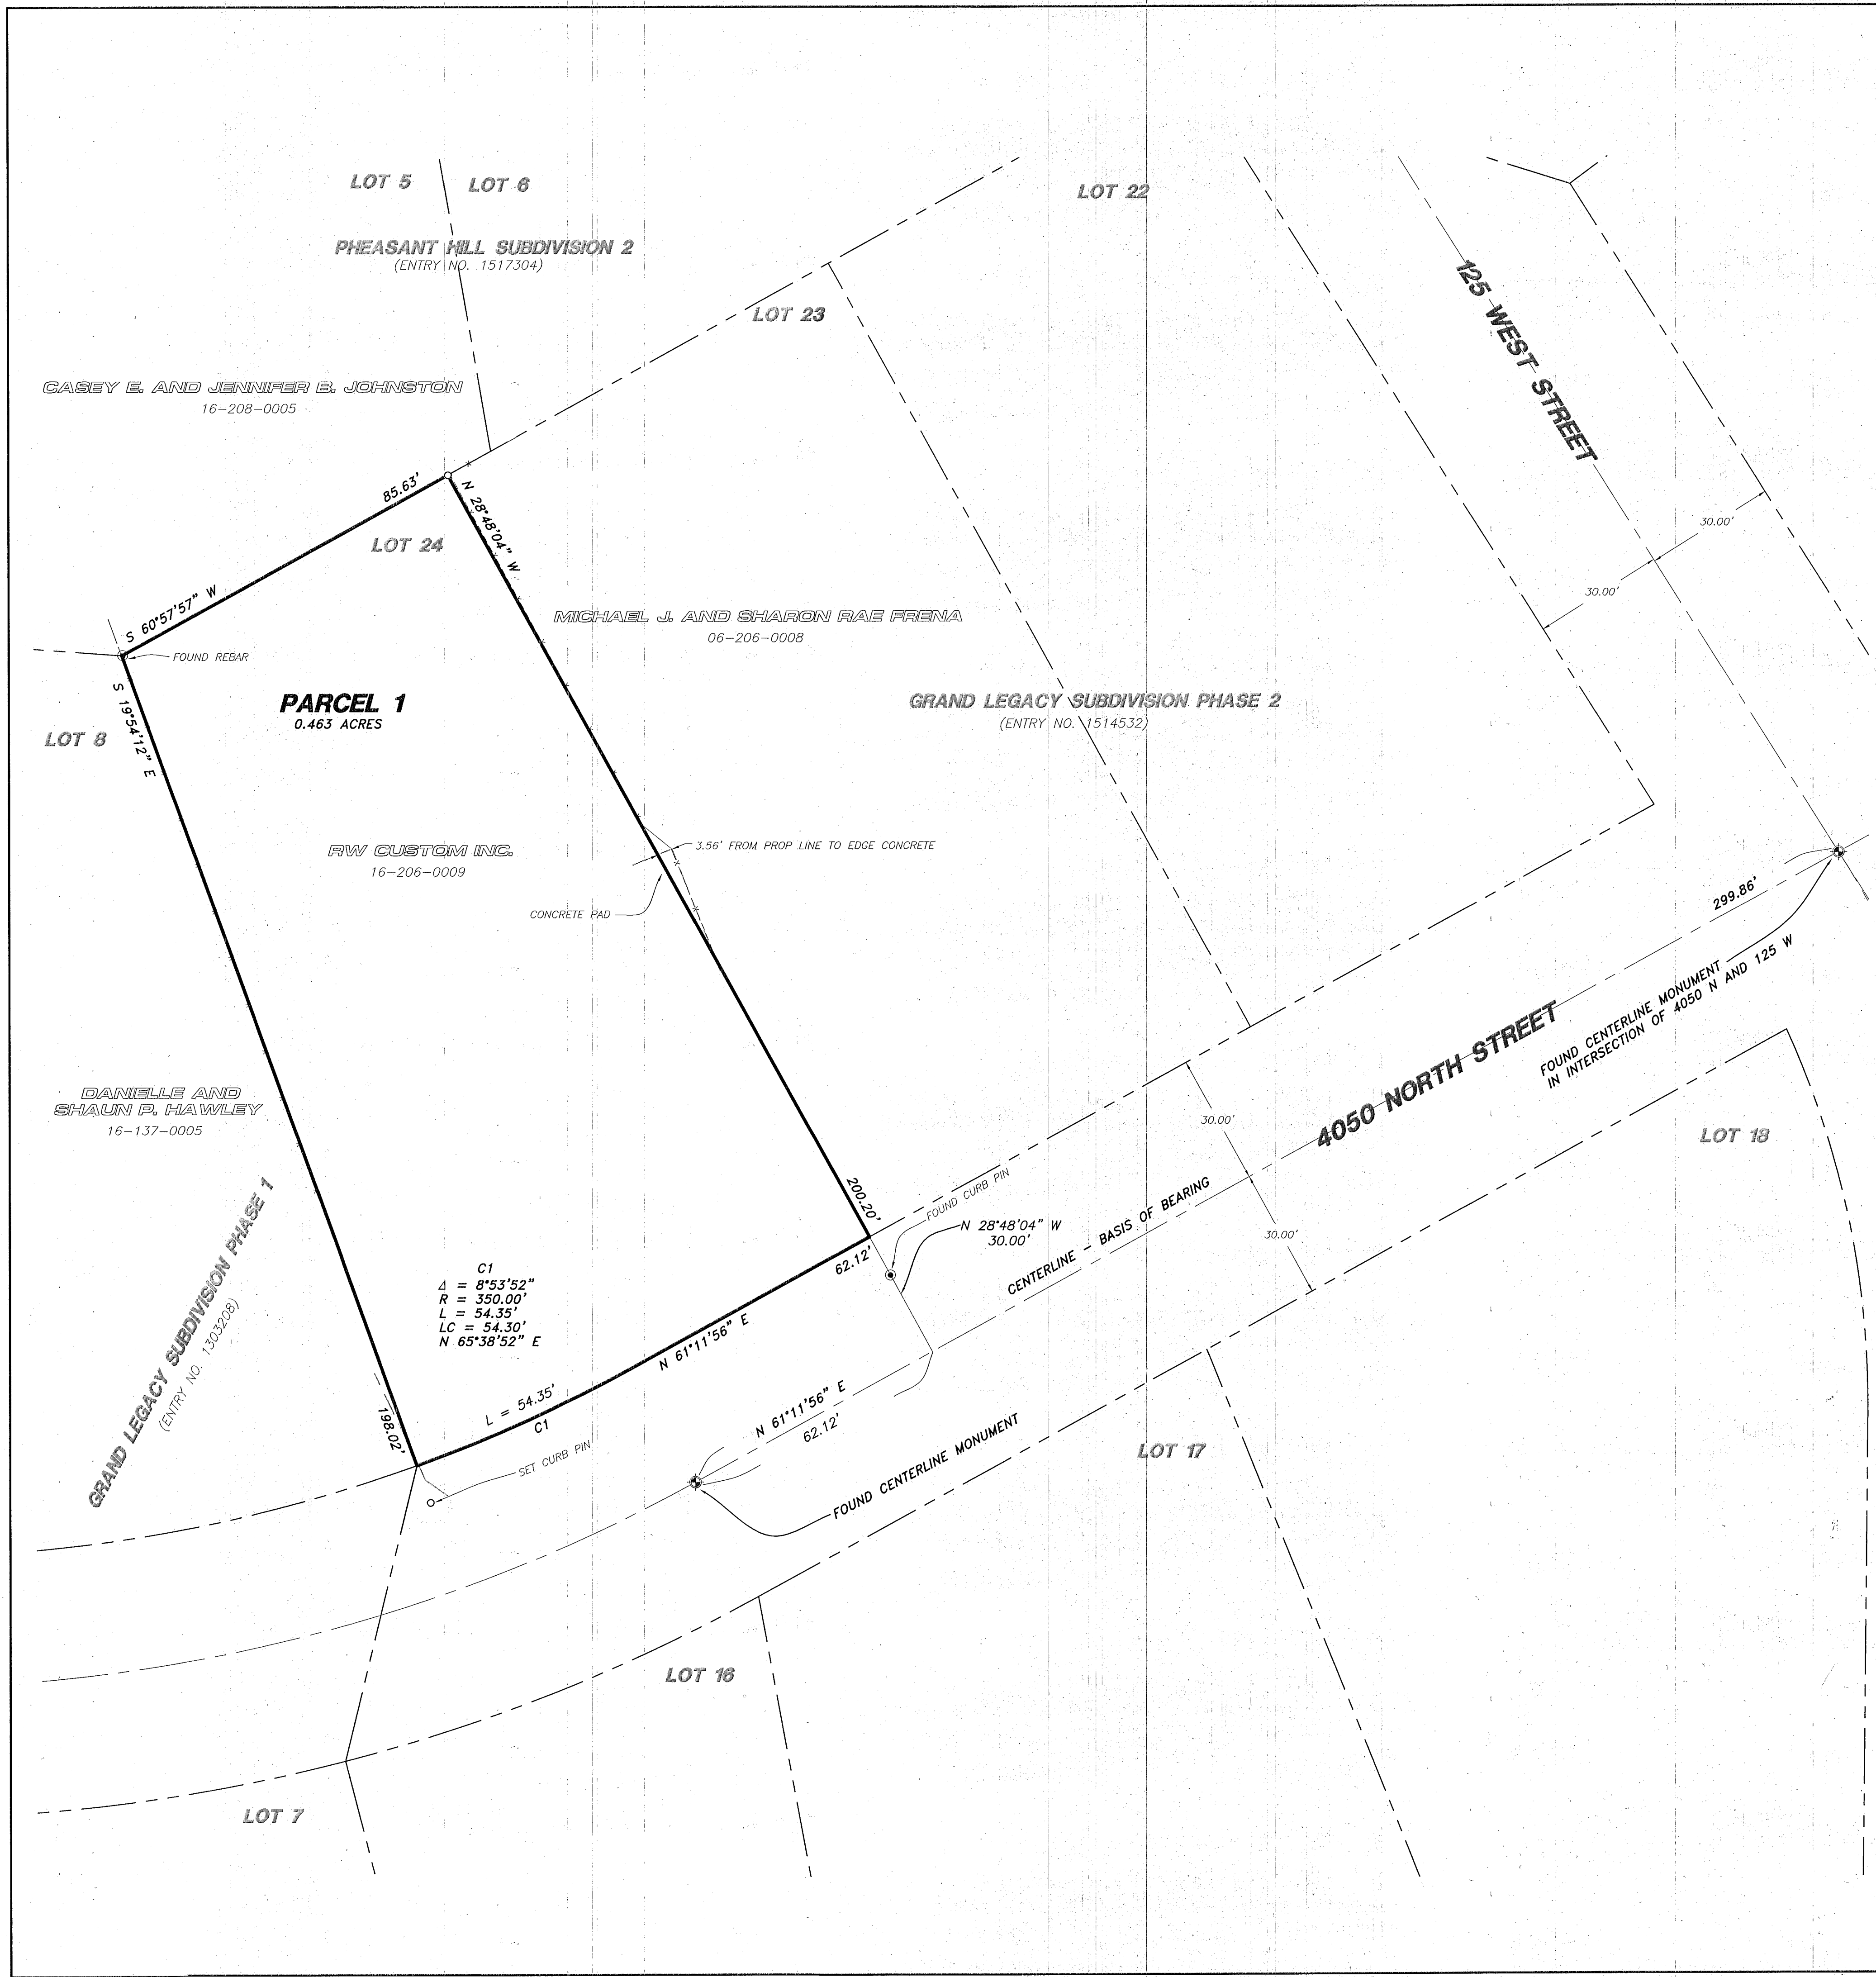 LOT 5
LOT 6
LOT 22
PHEASANT HILL SUBDIVISION 2
(ENTRY NO. 1517304)
LOT 23
125 WEST STREET
CASEY E. AND JENNIFER B. JOHNSTON
16-208-0005
85.63'
N 28°48'04" W
LOT 24
30.00'
30.00'
S 60°57'57" W
MICHAEL J. AND SHARON RAE FRENA
06-206-0008
FOUND REBAR
S 19°54'12" E
PARCEL 1
0.463 ACRES
GRAND LEGACY SUBDIVISION PHASE 2
(ENTRY NO. 1514532)
LOT 8
RW CUSTOM INC.
16-206-0009
3.56' FROM PROP LINE TO EDGE CONCRETE
CONCRETE PAD
299.86'
FOUND CENTERLINE MONUMENT
IN INTERSECTION OF 4050 N AND 125 W
4050 NORTH STREET
DANIELLE AND
SHAUN P. HAWLEY
16-137-0005
30.00'
LOT 18
200.20'
FOUND CURB PIN
CENTERLINE - BASIS OF BEARING
N 28°48'04" W
30.00'
30.00'
62.12'
GRAND LEGACY SUBDIVISION PHASE 1
(ENTRY NO. 1303208)
C1
Δ = 8°53'52"
R = 350.00'
L = 54.35'
LC = 54.30'
N 65°38'52" E
N 61°11'56" E
L = 54.35'
C1
198.02'
N 61°11'56" E
62.12'
SET CURB PIN
FOUND CENTERLINE MONUMENT
LOT 17
LOT 16
LOT 7